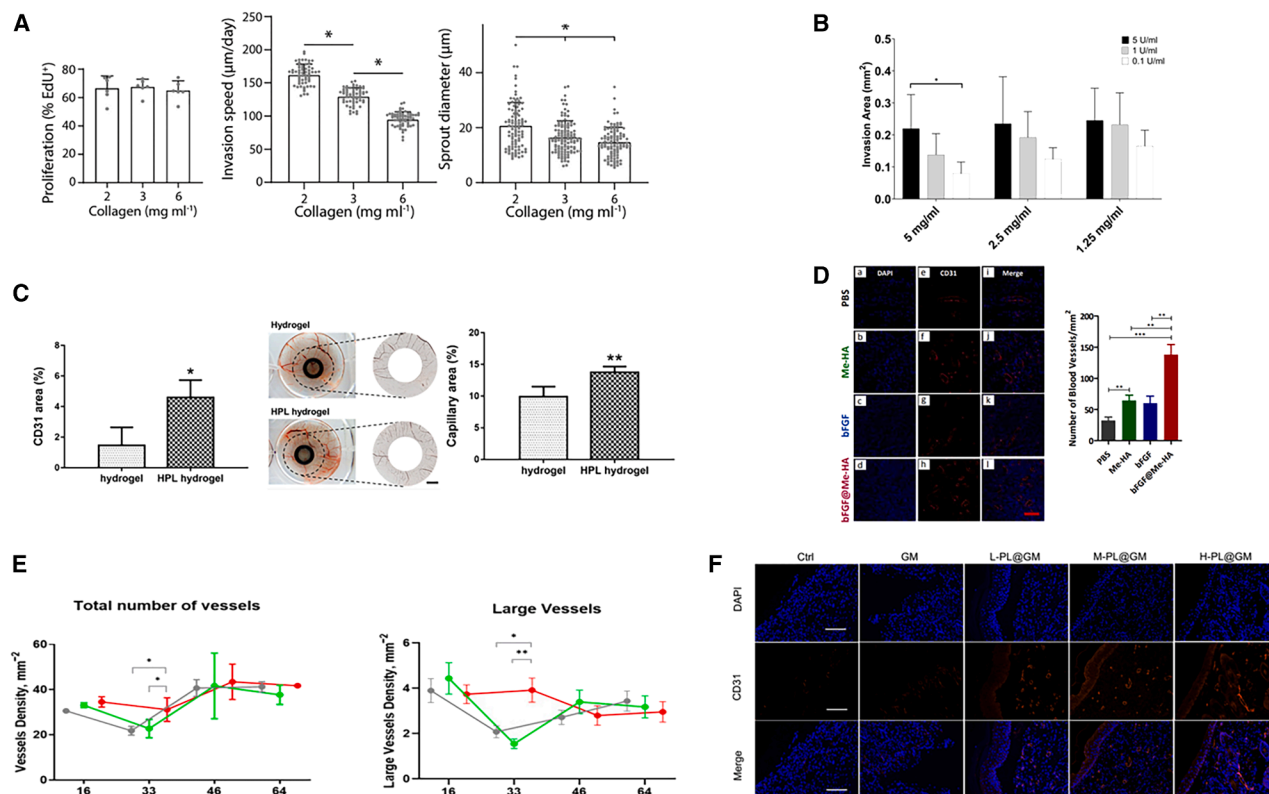 A
Proliferation (% EdU⁺)
80
60
40
20
0
2 3 6
Collagen (mg ml⁻¹)
Invasion speed (µm/day)
250
200
150
100
50
0
* *
2 3 6
Collagen (mg ml⁻¹)
Sprout diameter (µm)
60
40
20
0
*
2 3 6
Collagen (mg ml⁻¹)
B
Invasion Area (mm²)
0.5
0.4
0.3
0.2
0.1
0.0
*
5 U/ml
1 U/ml
0.1 U/ml
5 mg/ml 2.5 mg/ml 1.25 mg/ml
C
CD31 area (%)
8
6
4
2
0
*
hydrogel HPL hydrogel
Hydrogel
HPL hydrogel
Capillary area (%)
20
15
10
5
0
**
hydrogel HPL hydrogel
D
DAPI CD31 Merge
PBS
Me-HA
bFGF
bFGF@Me-HA
a e i
b f j
c g k
d h l
Number of Blood Vessels/mm²
200
150
100
50
0
**
**
***
**
PBS Me-HA bFGF bFGF@Me-HA
E
Total number of vessels
Vessels Density, mm⁻²
60
40
20
0
*
*
16 33 46 64
Large Vessels
Large Vessels Density, mm⁻²
6
4
2
0
*
**
16 33 46 64
F
Ctrl GM L-PL@GM M-PL@GM H-PL@GM
DAPI
CD31
Merge